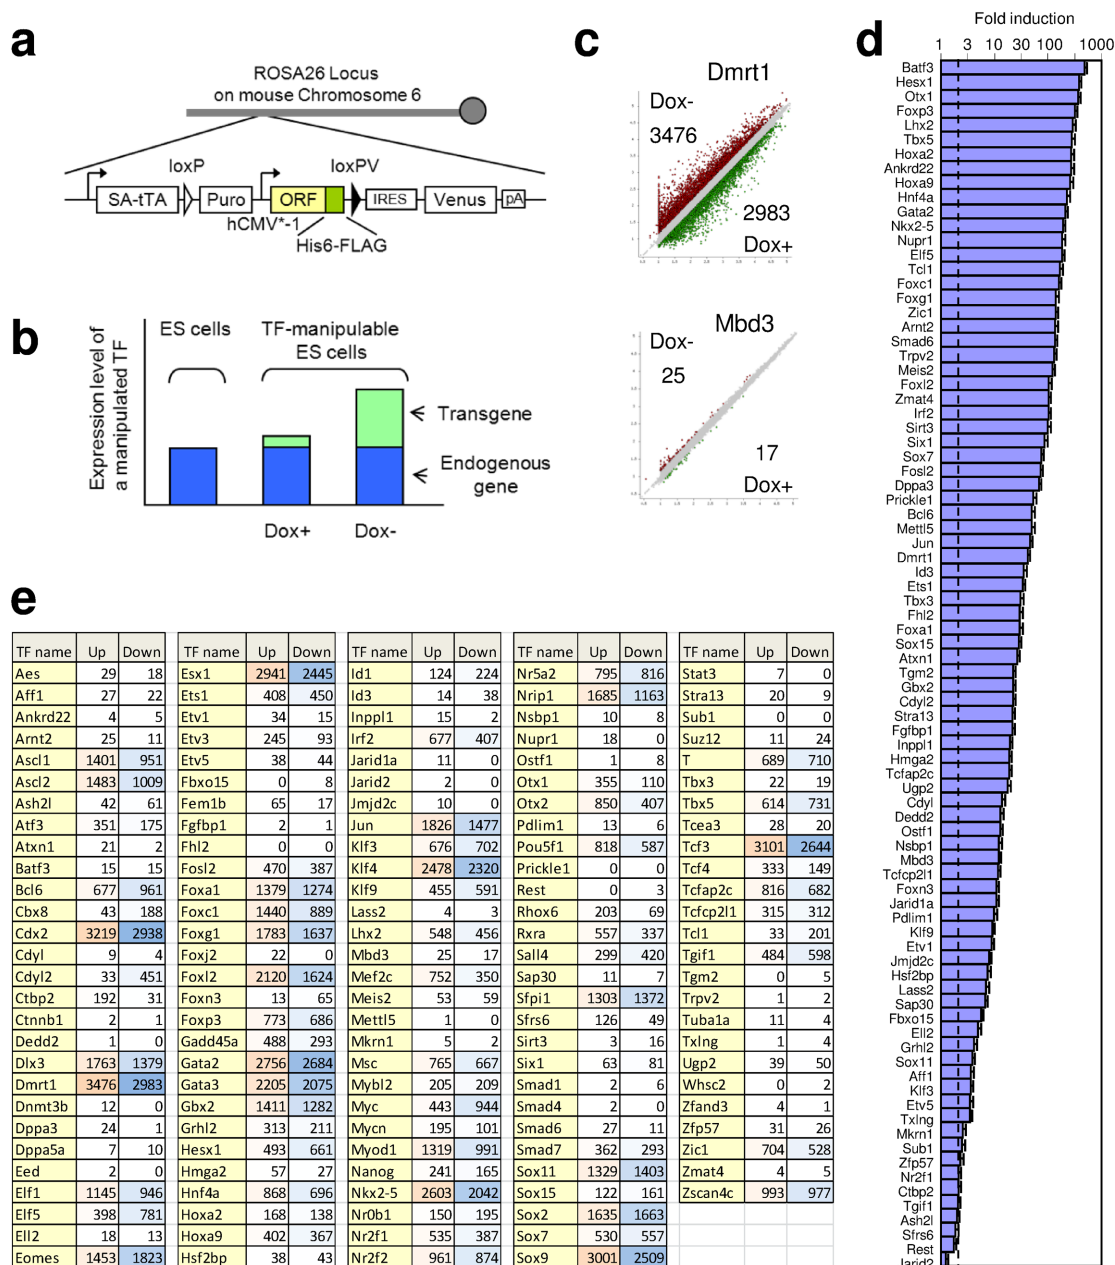 a
ROSA26 Locus
on mouse Chromosome 6
loxP
loxPV
SA-tTA
Puro
ORF
IRES
Venus
pA
hCMV*-1
His6-FLAG
b
Expression level of
a manipulated TF
ES cells
TF-manipulable
ES cells
Transgene
Endogenous
gene
Dox+
Dox-
c
Dmrt1
Dox-
3476
2983
Dox+
Mbd3
Dox-
25
17
Dox+
d
Fold induction
1 3 10 30 100 1000
Batf3
Hesx1
Otx1
Foxp3
Lhx2
Tbx5
Hoxa2
Ankrd22
Hoxa9
Hnf4a
Gata2
Nkx2-5
Nupr1
Elf5
Tcl1
Foxc1
Foxg1
Zic1
Arnt2
Smad6
Trpv2
Meis2
Foxl2
Zmat4
Irf2
Sirt3
Six1
Sox7
Fosl2
Dppa3
Prickle1
Bcl6
Mettl5
Jun
Dmrt1
Id3
Ets1
Tbx3
Fhl2
Foxa1
Sox15
Atxn1
Tgm2
Gbx2
Cdyl2
Stra13
Fgfbp1
Inppl1
Hmga2
Tcfap2c
Ugp2
Cdyl
Dedd2
Ostf1
Nsbp1
Mbd3
Tcfcp2l1
Foxn3
Jarid1a
Pdlim1
Klf9
Etv1
Jmjd2c
Hsf2bp
Lass2
Sap30
Fbxo15
Ell2
Grhl2
Sox11
Aff1
Klf3
Etv5
Txlng
Mkrn1
Sub1
Zfp57
Nr2f1
Ctbp2
Tgif1
Ash2l
Sfrs6
Rest
Jarid2
e
TF name Up Down TF name Up Down TF name Up Down TF name Up Down TF name Up Down
Aes 29 18 Esx1 2941 2445 Id1 124 224 Nr5a2 795 816 Stat3 7 0
Aff1 27 22 Ets1 408 450 Id3 14 38 Nrip1 1685 1163 Stra13 20 9
Ankrd22 4 5 Etv1 34 15 Inppl1 15 2 Nsbp1 10 8 Sub1 0 0
Arnt2 25 11 Etv3 245 93 Irf2 677 407 Nupr1 18 0 Suz12 11 24
Ascl1 1401 951 Etv5 38 44 Jarid1a 11 0 Ostf1 1 8 T 689 710
Ascl2 1483 1009 Fbxo15 0 8 Jarid2 2 0 Otx1 355 110 Tbx3 22 19
Ash2l 42 61 Fem1b 65 17 Jmjd2c 10 0 Otx2 850 407 Tbx5 614 731
Atf3 351 175 Fgfbp1 2 1 Jun 1826 1477 Pdlim1 13 6 Tcea3 28 20
Atxn1 21 2 Fhl2 0 0 Klf3 676 702 Pou5f1 818 587 Tcf3 3101 2644
Batf3 15 15 Fosl2 470 387 Klf4 2478 2320 Prickle1 0 0 Tcf4 333 149
Bcl6 677 961 Foxa1 1379 1274 Klf9 455 591 Rest 0 3 Tcfap2c 816 682
Cbx8 43 188 Foxc1 1440 889 Lass2 4 3 Rhox6 203 69 Tcfcp2l1 315 312
Cdx2 3219 2938 Foxg1 1783 1637 Lhx2 548 456 Rxra 557 337 Tcl1 33 201
Cdyl 9 4 Foxj2 22 0 Mbd3 25 17 Sall4 299 420 Tgif1 484 598
Cdyl2 33 451 Foxl2 2120 1624 Mef2c 752 350 Sap30 11 7 Tgm2 0 5
Ctbp2 192 31 Foxn3 13 65 Meis2 53 59 Sfpi1 1303 1372 Trpv2 1 2
Ctnnb1 2 1 Foxp3 773 686 Mettl5 1 0 Sfrs6 126 49 Tuba1a 11 4
Dedd2 1 0 Gadd45a 488 293 Mkrn1 5 2 Sirt3 3 16 Txlng 1 4
Dlx3 1763 1379 Gata2 2756 2684 Msc 765 667 Six1 63 81 Ugp2 39 50
Dmrt1 3476 2983 Gata3 2205 2075 Mybl2 205 209 Smad1 2 6 Whsc2 0 2
Dnmt3b 12 0 Gbx2 1411 1282 Myc 443 944 Smad4 2 0 Zfand3 4 1
Dppa3 24 1 Grhl2 313 211 Mycn 195 101 Smad6 27 11 Zfp57 31 26
Dppa5a 7 10 Hesx1 493 661 Myod1 1319 991 Smad7 362 293 Zic1 704 528
Eed 2 0 Hmga2 57 27 Nanog 241 165 Sox11 1329 1403 Zmat4 4 5
Elf1 1145 946 Hnf4a 868 696 Nkx2-5 2603 2042 Sox15 122 161 Zscan4c 993 977
Elf5 398 781 Hoxa2 168 138 Nr0b1 150 195 Sox2 1635 1663
Ell2 18 13 Hoxa9 402 367 Nr2f1 535 387 Sox7 530 557
Eomes 1453 1823 Hsf2bp 38 43 Nr2f2 961 874 Sox9 3001 2509